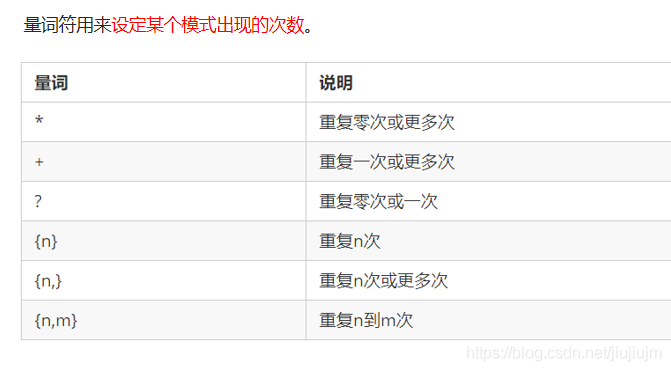 量词符用来设定某个模式出现的次数。
量词 说明
* 重复零次或更多次
+ 重复一次或更多次
? 重复零次或一次
{n} 重复n次
{n,} 重复n次或更多次
{n,m} 重复n到m次
https://blog.csdn.net/jiujiujm